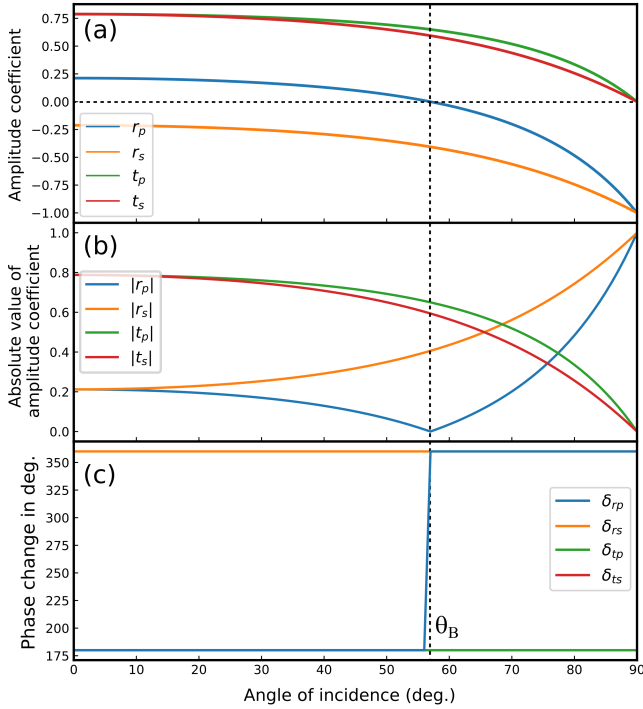 (a)
Amplitude coefficient
0.75
0.50
0.25
0.00
−0.25
−0.50
−0.75
−1.00
r_p
r_s
t_p
t_s
(b)
Absolute value of
amplitude coefficient
1.0
0.8
0.6
0.4
0.2
0.0
|r_p|
|r_s|
|t_p|
|t_s|
(c)
Phase change in deg.
350
325
300
275
250
225
200
175
δ_rp
δ_rs
δ_tp
δ_ts
θ_B
0 10 20 30 40 50 60 70 80 90
Angle of incidence (deg.)